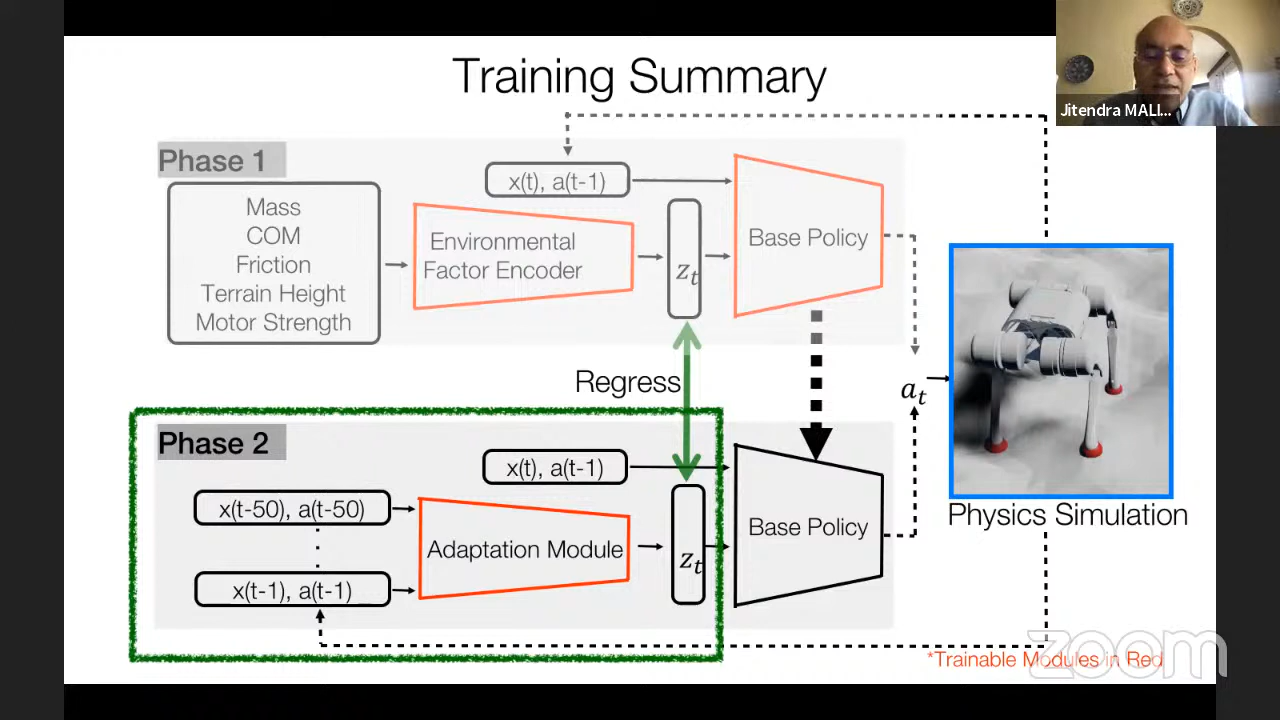 Training Summary
Jitendra MALI...
Phase 1
x(t), a(t-1)
Mass
COM
Friction
Terrain Height
Motor Strength
Environmental
Factor Encoder
z_t
Base Policy
Regress
a_t
Phase 2
x(t), a(t-1)
x(t-50), a(t-50)
x(t-1), a(t-1)
Adaptation Module
z_t
Base Policy
Physics Simulation
*Trainable Modules in Red
zoom